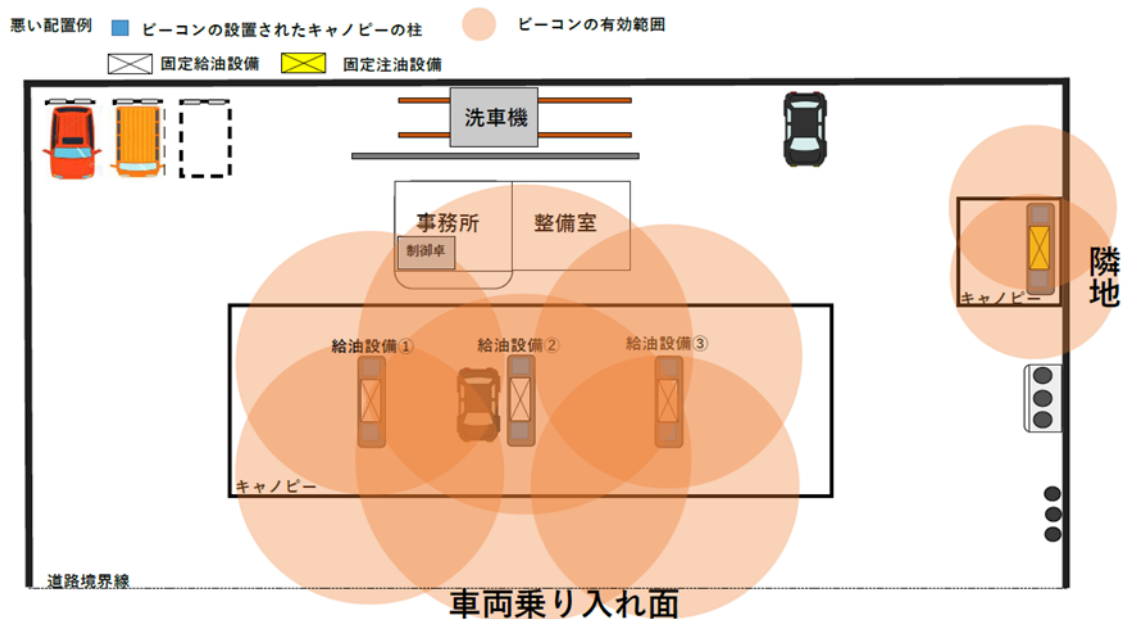 悪い配置例
ビーコンの設置されたキャノピーの柱
ビーコンの有効範囲
固定給油設備
固定注油設備
洗車機
事務所
整備室
制御卓
隣地
キャノピー
給油設備①
給油設備②
給油設備③
キャノピー
道路境界線
車両乗り入れ面